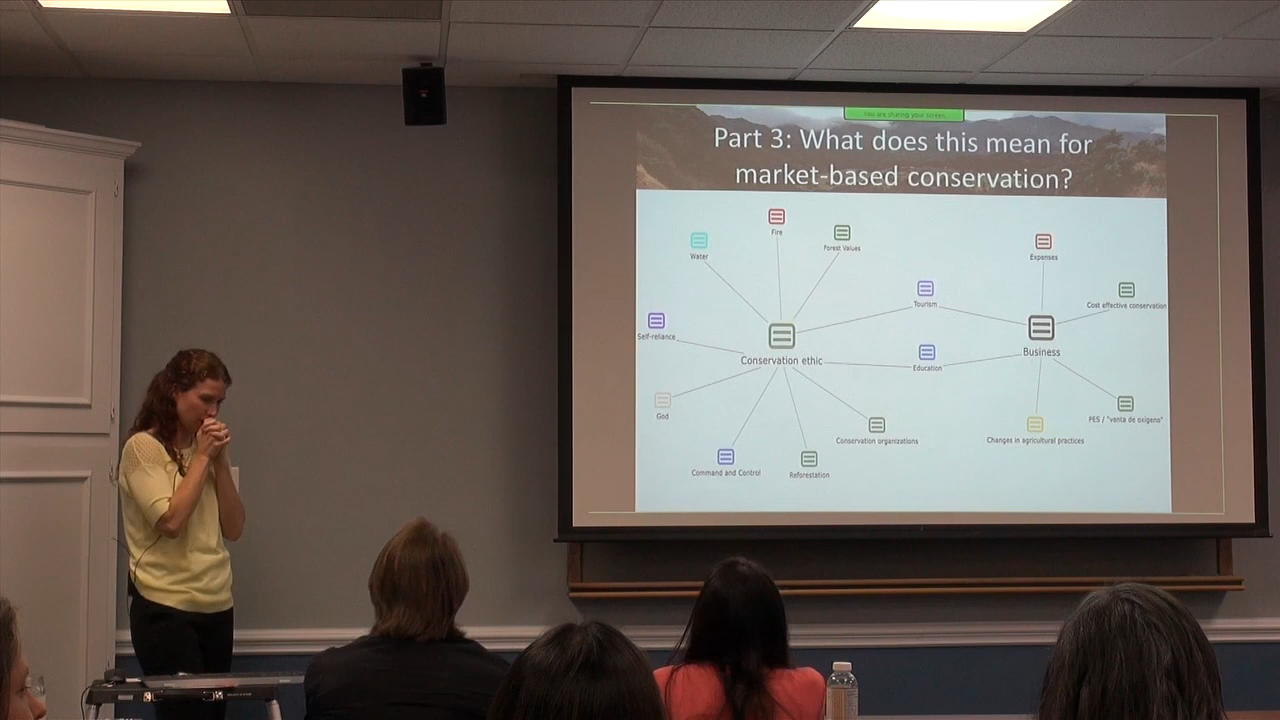 You are sharing your screen
Part 3: What does this mean for
market-based conservation?
Fire
Forest Values
Water
Expenses
Tourism
Cost effective conservation
Self-reliance
Business
Conservation ethic
Education
God
PES / "venta de oxigeno"
Conservation organizations
Changes in agricultural practices
Command and Control
Reforestation